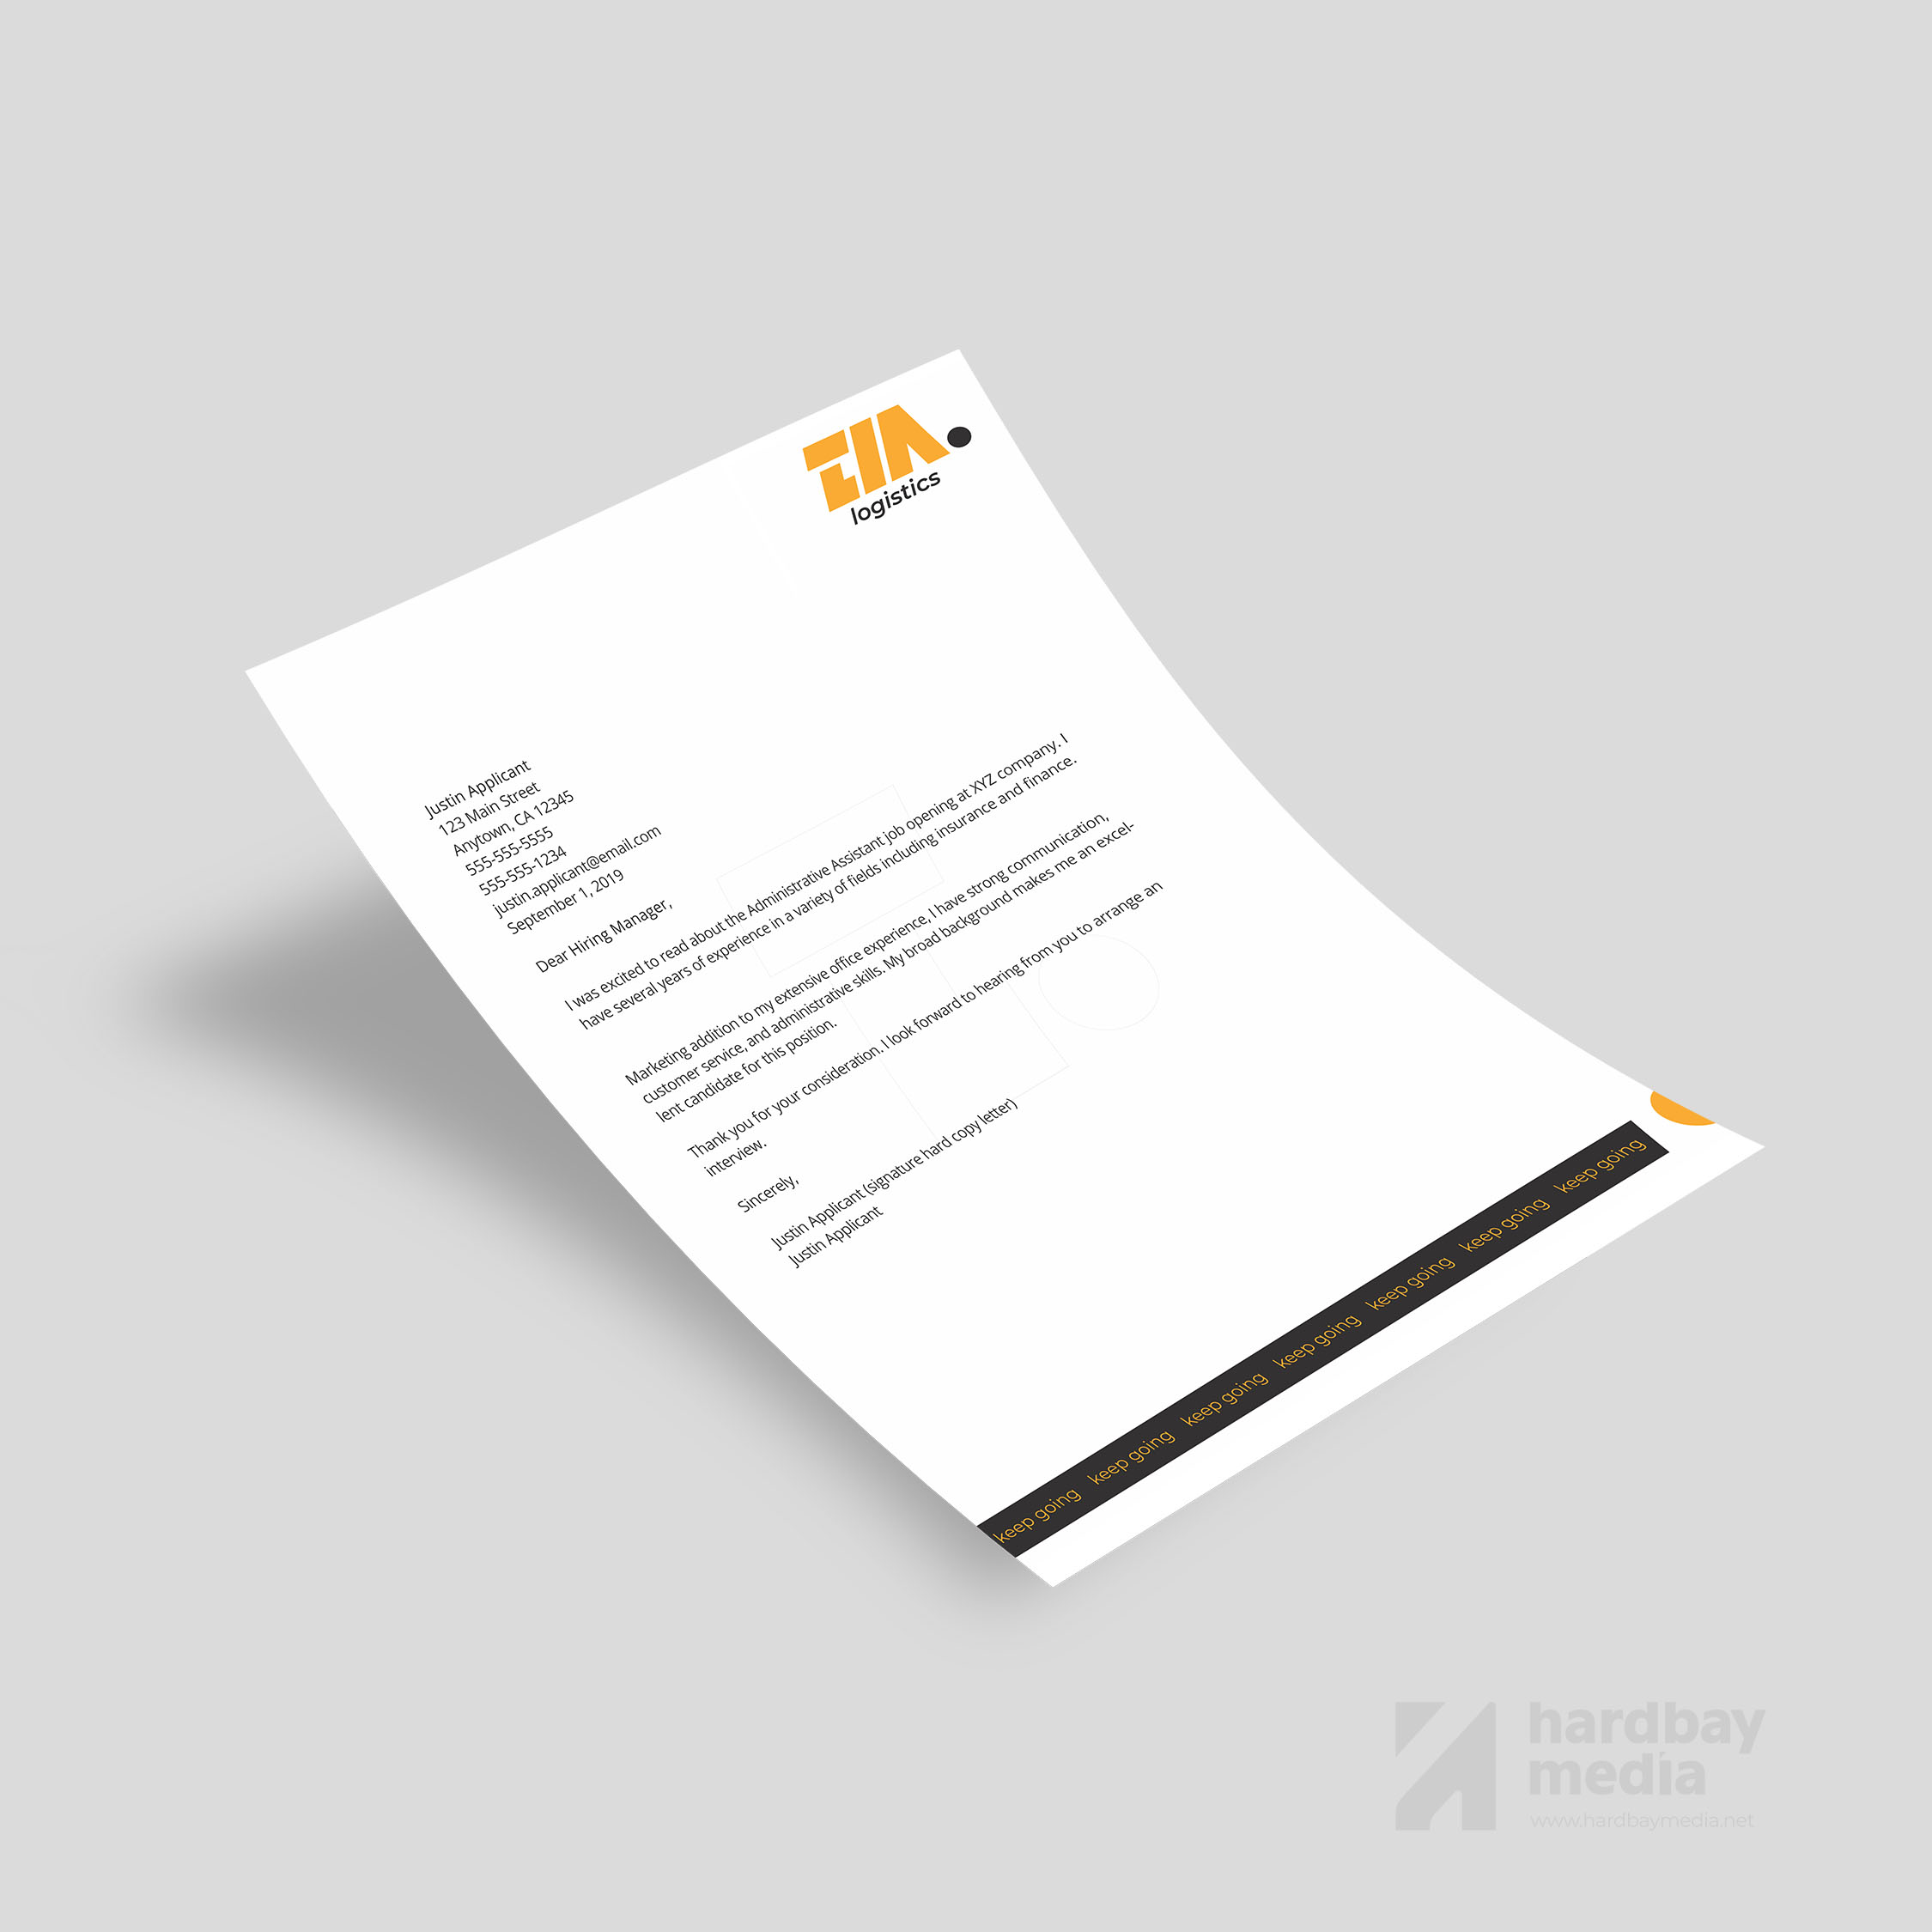 logistics
Justin Applicant
123 Main Street
Anytown, CA 12345
555-555-5555
555-555-1234
justin.applicant@email.com
September 1, 2019
Dear Hiring Manager,
I was excited to read about the Administrative Assistant job opening at XYZ company. I
have several years of experience in a variety of fields including insurance and finance.
Marketing addition to my extensive office experience, I have strong communication,
customer service, and administrative skills. My broad background makes me an excel-
lent candidate for this position.
Thank you for your consideration. I look forward to hearing from you to arrange an
interview.
Sincerely,
Justin Applicant (signature hard copy letter)
Justin Applicant
keep going keep going keep going keep going keep going keep going keep going
hardbay
media
www.hardbaymedia.net